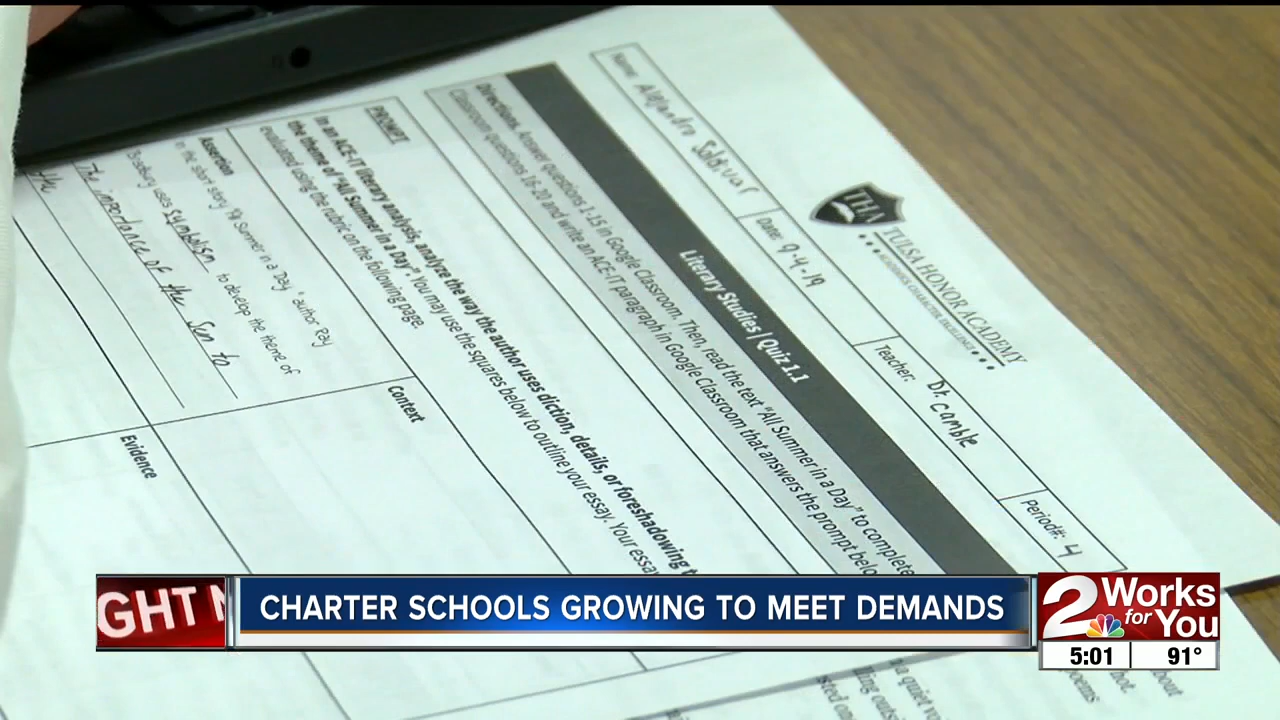 THA
TULSA HONOR ACADEMY
Name:
Date: 9-4-19
Teacher: Dr. Camble
Period#: 4
Literary Studies | Quiz 1.1
Directions. Answer questions 1-15 in Google Classroom. Then, read the text "All Summer in a Day" to complete
Classroom questions 16-20 and write an ACE-IT paragraph in Google Classroom that answers the prompt belo
PROMPT
In an ACE-IT literary analysis, analyze the way the author uses diction, details, or foreshadowing t
the theme of "All Summer in a Day." You may use the squares below to outline your essay. Your essa
evaluated using the rubric on the following page.
Assertion
In the short story "All Summer in a Day" author Ray
Bradbury uses symbolism to develop the theme of
The importance of the Sen to
the
Context
Evidence
GHT N
CHARTER SCHOOLS GROWING TO MEET DEMANDS
2 Works for You
5:01 91°